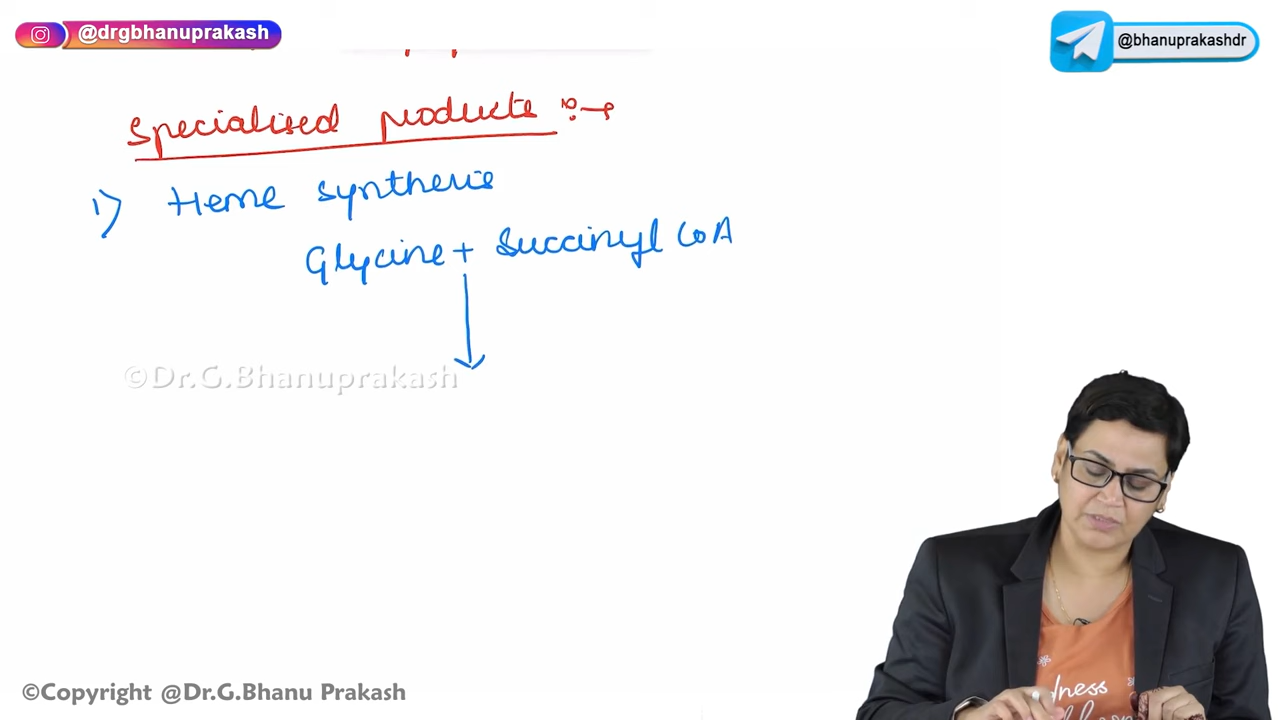 @drgbhanuprakash
@bhanuprakashdr
Specialised products :→
1) Heme synthesis
Glycine + Succinyl CoA
©Dr.G.Bhanuprakash
©Copyright @Dr.G.Bhanu Prakash